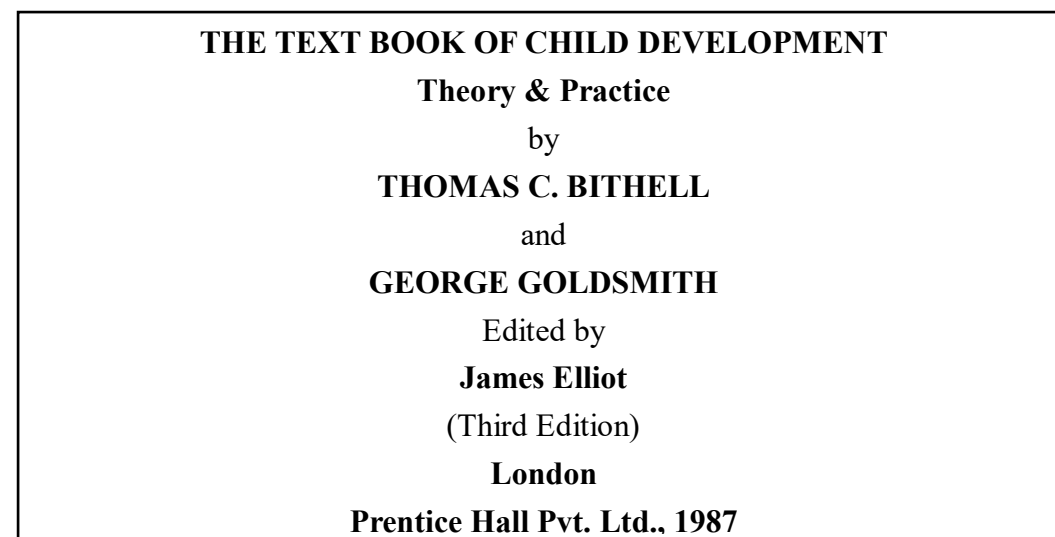 THE TEXT BOOK OF CHILD DEVELOPMENT
Theory & Practice
by
THOMAS C. BITHELL
and
GEORGE GOLDSMITH
Edited by
James Elliot
(Third Edition)
London
Prentice Hall Pvt. Ltd., 1987